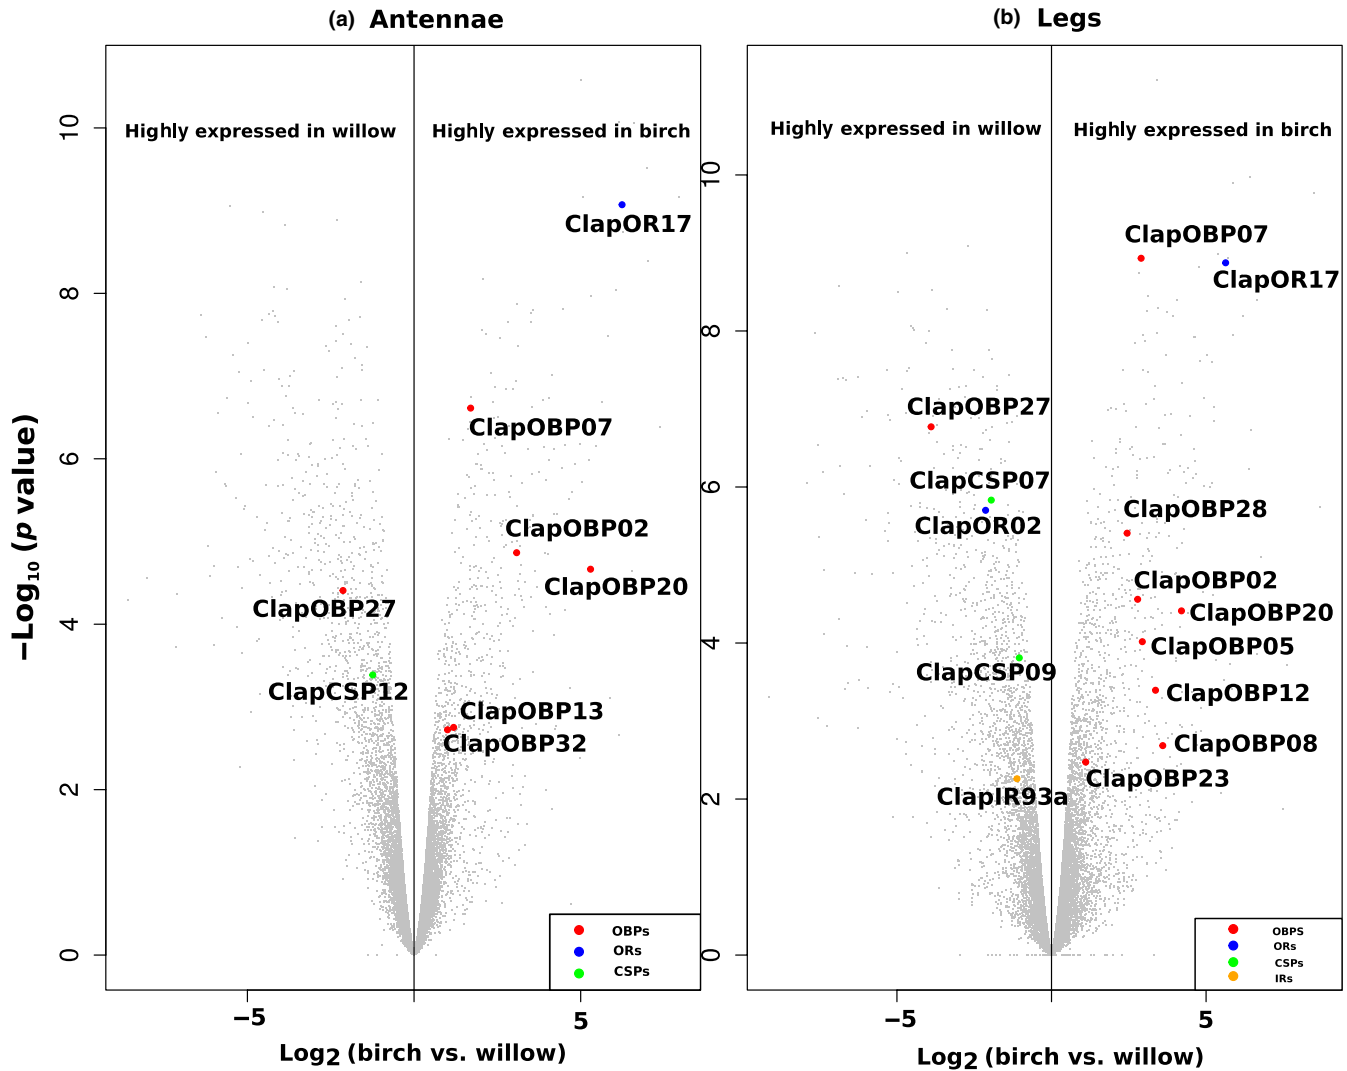 (a) Antennae
Highly expressed in willow
Highly expressed in birch
ClapOR17
ClapOBP07
ClapOBP02
ClapOBP20
ClapOBP27
ClapCSP12
ClapOBP13
ClapOBP32
10
8
6
4
2
0
−Log10 (p value)
OBPs
ORs
CSPs
−5
5
Log2 (birch vs. willow)
(b) Legs
Highly expressed in willow
Highly expressed in birch
ClapOBP07
ClapOR17
ClapOBP27
ClapCSP07
ClapOR02
ClapOBP28
ClapOBP02
ClapOBP20
ClapOBP05
ClapCSP09
ClapOBP12
ClapOBP08
ClapOBP23
ClapIR93a
10
8
6
4
2
0
OBPS
ORs
CSPs
IRs
−5
5
Log2 (birch vs. willow)